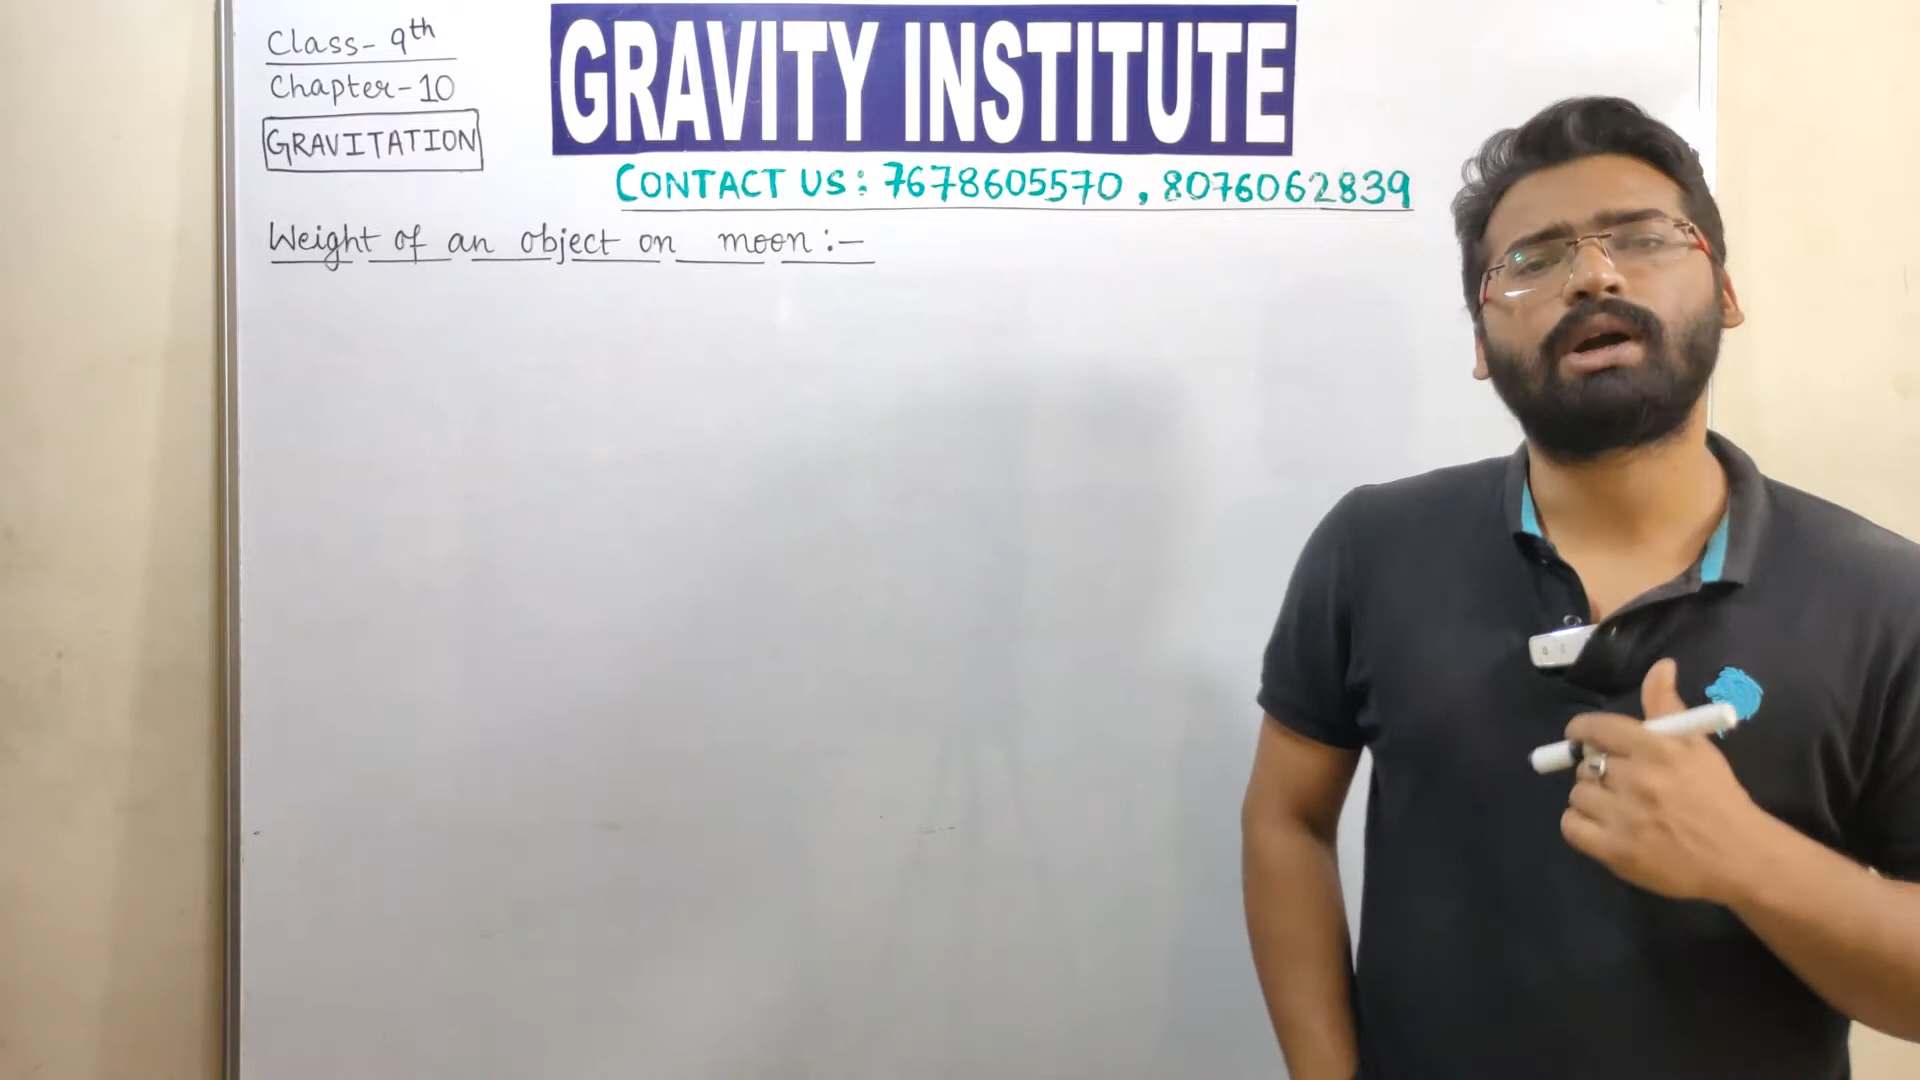 Class- 9th
Chapter-10
GRAVITATION
GRAVITY INSTITUTE
CONTACT US: 7678605570, 8076062839
Weight of an object on moon:-